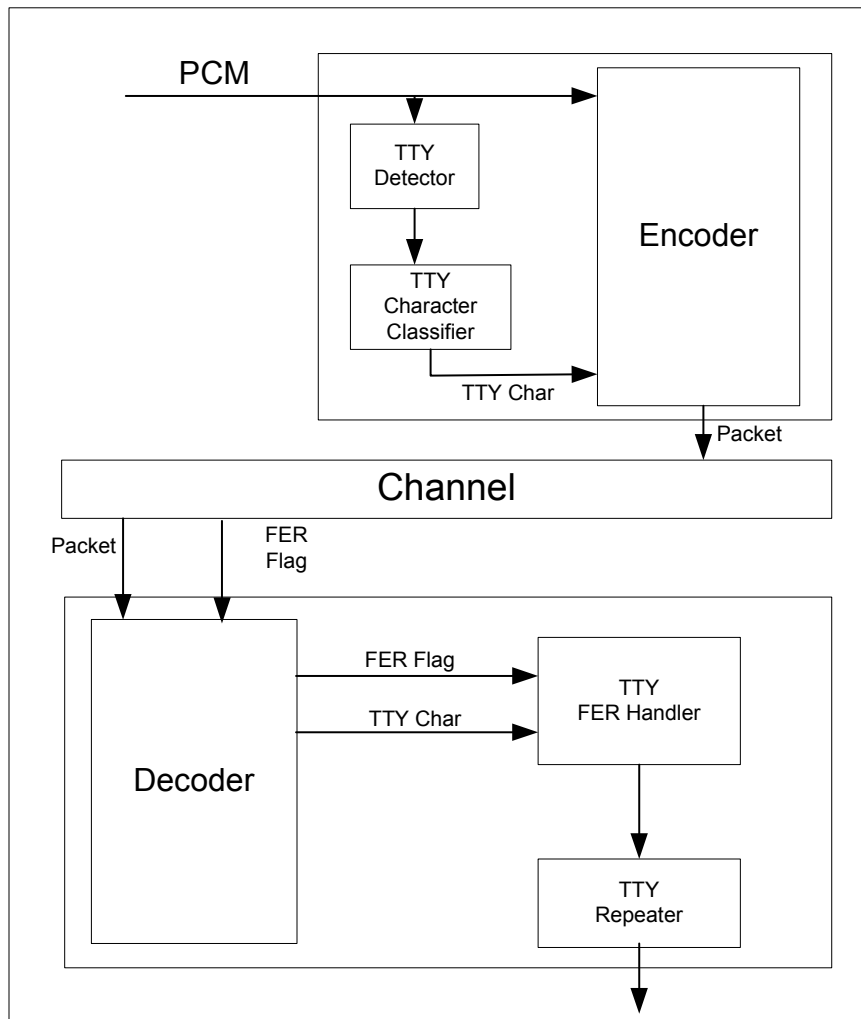 PCM
TTY
Detector
Encoder
TTY
Character
Classifier
TTY Char
Packet
Channel
Packet
FER
Flag
FER Flag
TTY
FER Handler
TTY Char
Decoder
TTY
Repeater